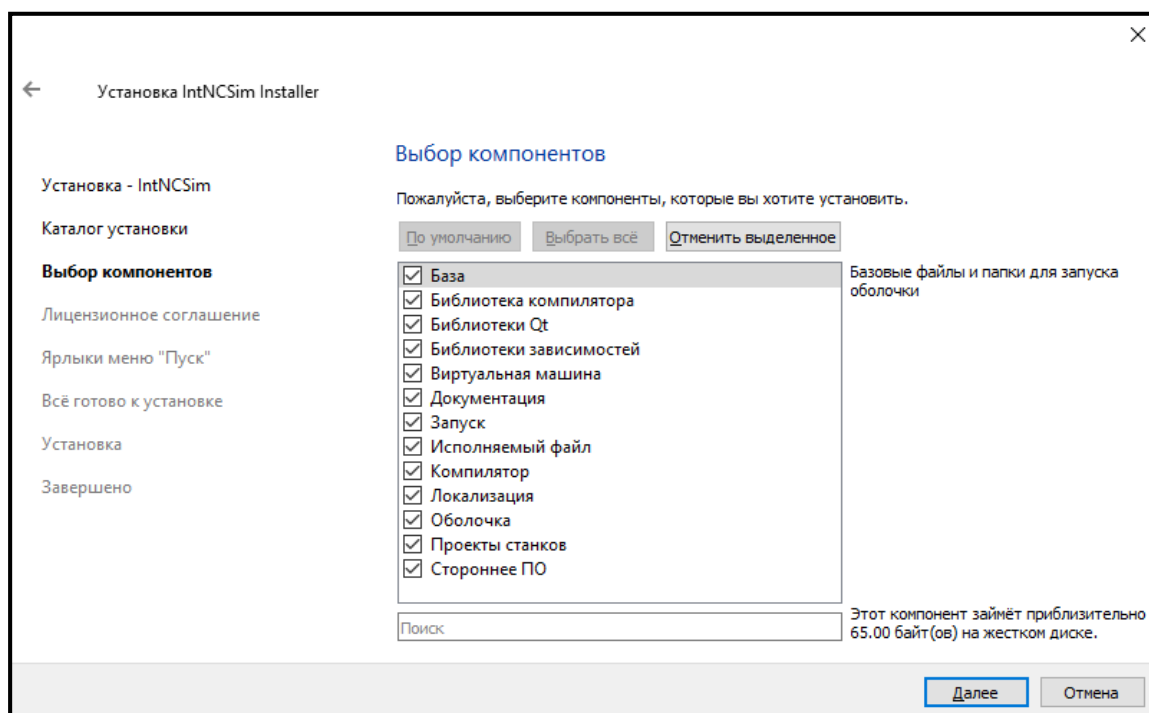 Установка IntNCSim Installer
Установка - IntNCSim
Каталог установки
Выбор компонентов
Лицензионное соглашение
Ярлыки меню "Пуск"
Всё готово к установке
Установка
Завершено
Выбор компонентов
Пожалуйста, выберите компоненты, которые вы хотите установить.
По умолчанию Выбрать всё Отменить выделенное
База
Библиотека компилятора
Библиотеки Qt
Библиотеки зависимостей
Виртуальная машина
Документация
Запуск
Исполняемый файл
Компилятор
Локализация
Оболочка
Проекты станков
Стороннее ПО
Базовые файлы и папки для запуска
оболочки
Поиск
Этот компонент займёт приблизительно
65.00 байт(ов) на жестком диске.
Далее Отмена